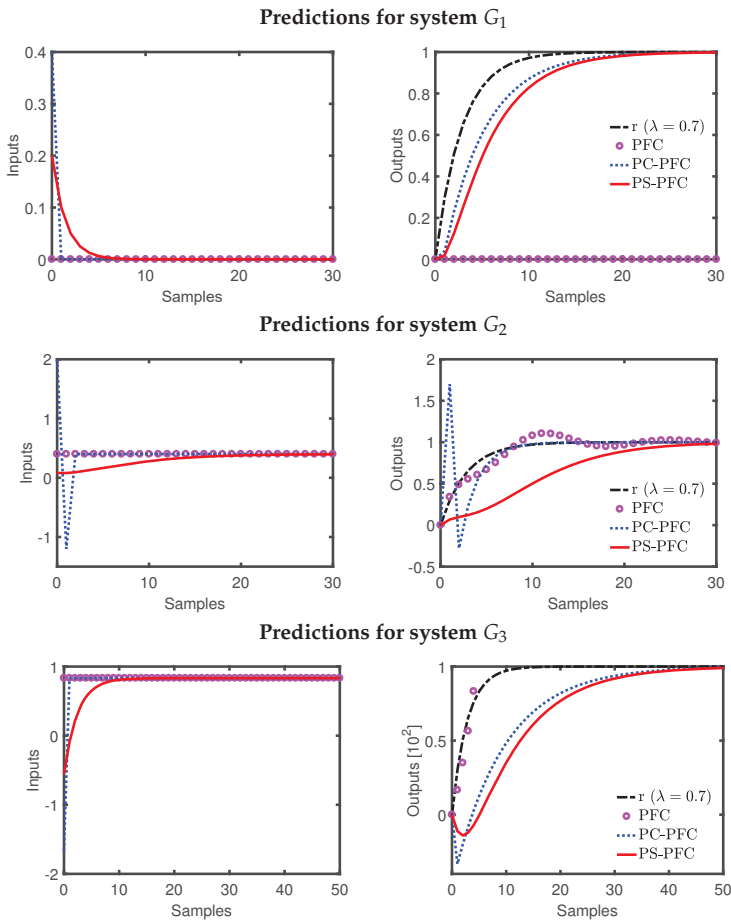 Predictions for system G1
0.4
0.3
0.2
0.1
0
Inputs
10
20
30
Samples
1
0.8
0.6
0.4
0.2
0
Outputs
r (λ = 0.7)
PFC
PC-PFC
PS-PFC
0
10
20
30
Samples
Predictions for system G2
2
1
0
-1
Inputs
0
10
20
30
Samples
1.5
1
0.5
0
-0.5
Outputs
r (λ = 0.7)
PFC
PC-PFC
PS-PFC
0
10
20
30
Samples
Predictions for system G3
1
0
-1
-2
Inputs
0
10
20
30
40
50
Samples
1
0.5
0
Outputs [10²]
r (λ = 0.7)
PFC
PC-PFC
PS-PFC
0
10
20
30
40
50
Samples